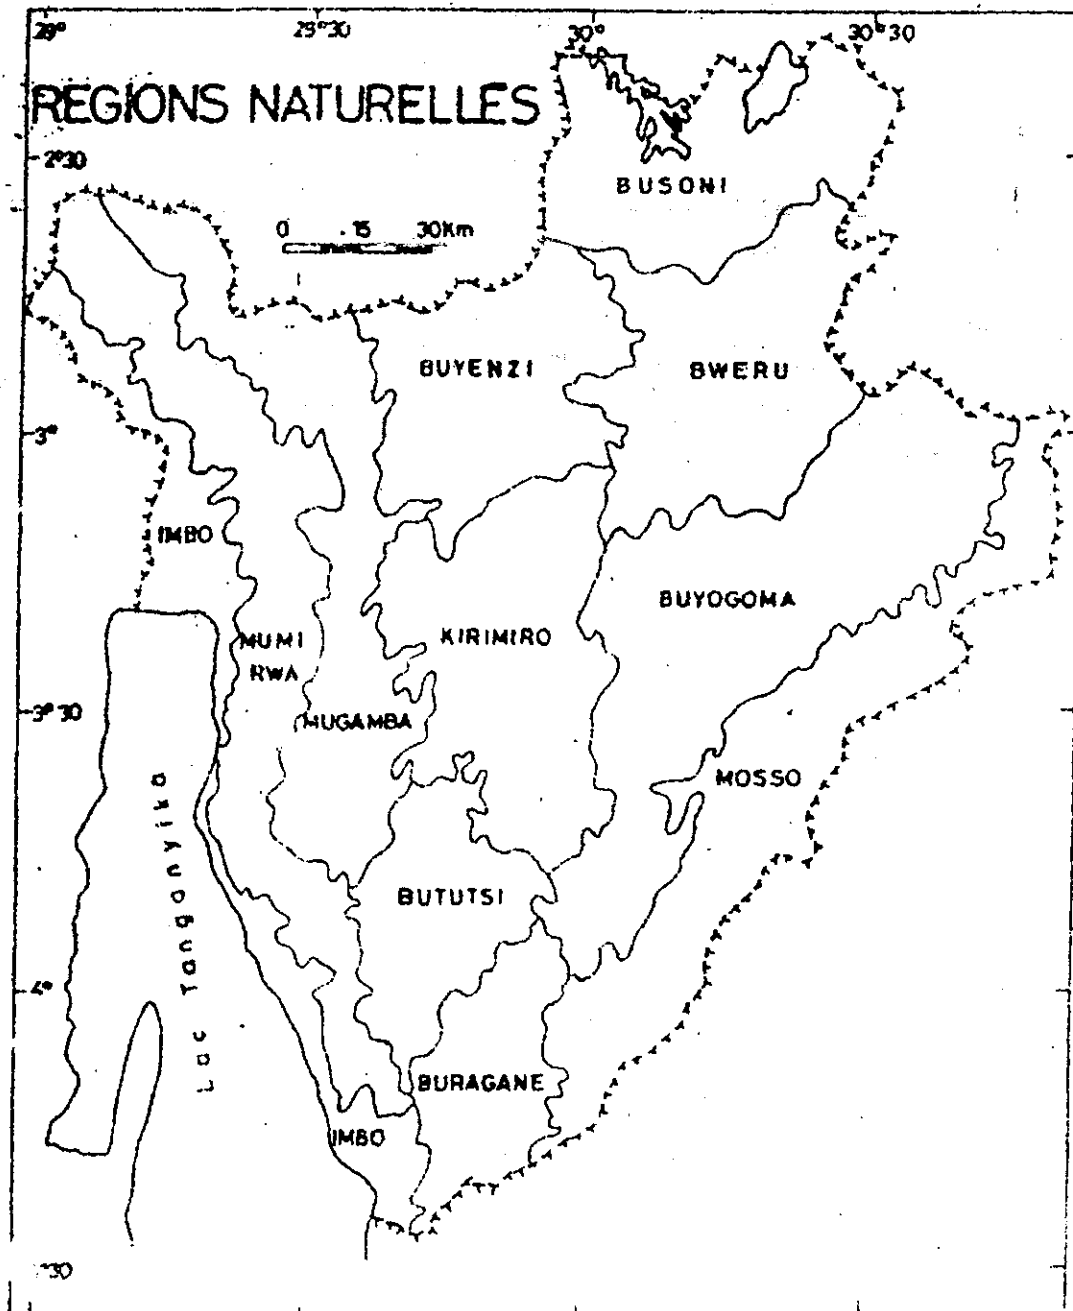 29°
29°30
30°
30°30
REGIONS NATURELLES
2°30
BUSONI
0 15 30Km
BUYENZI
BWERU
3°
IMBO
BUYOGOMA
KIRIMIRO
MUMI
RWA
3°30
MUGAMBA
MOSSO
Lac Tanganyika
BUTUTSI
4°
BURAGANE
IMBO
°30